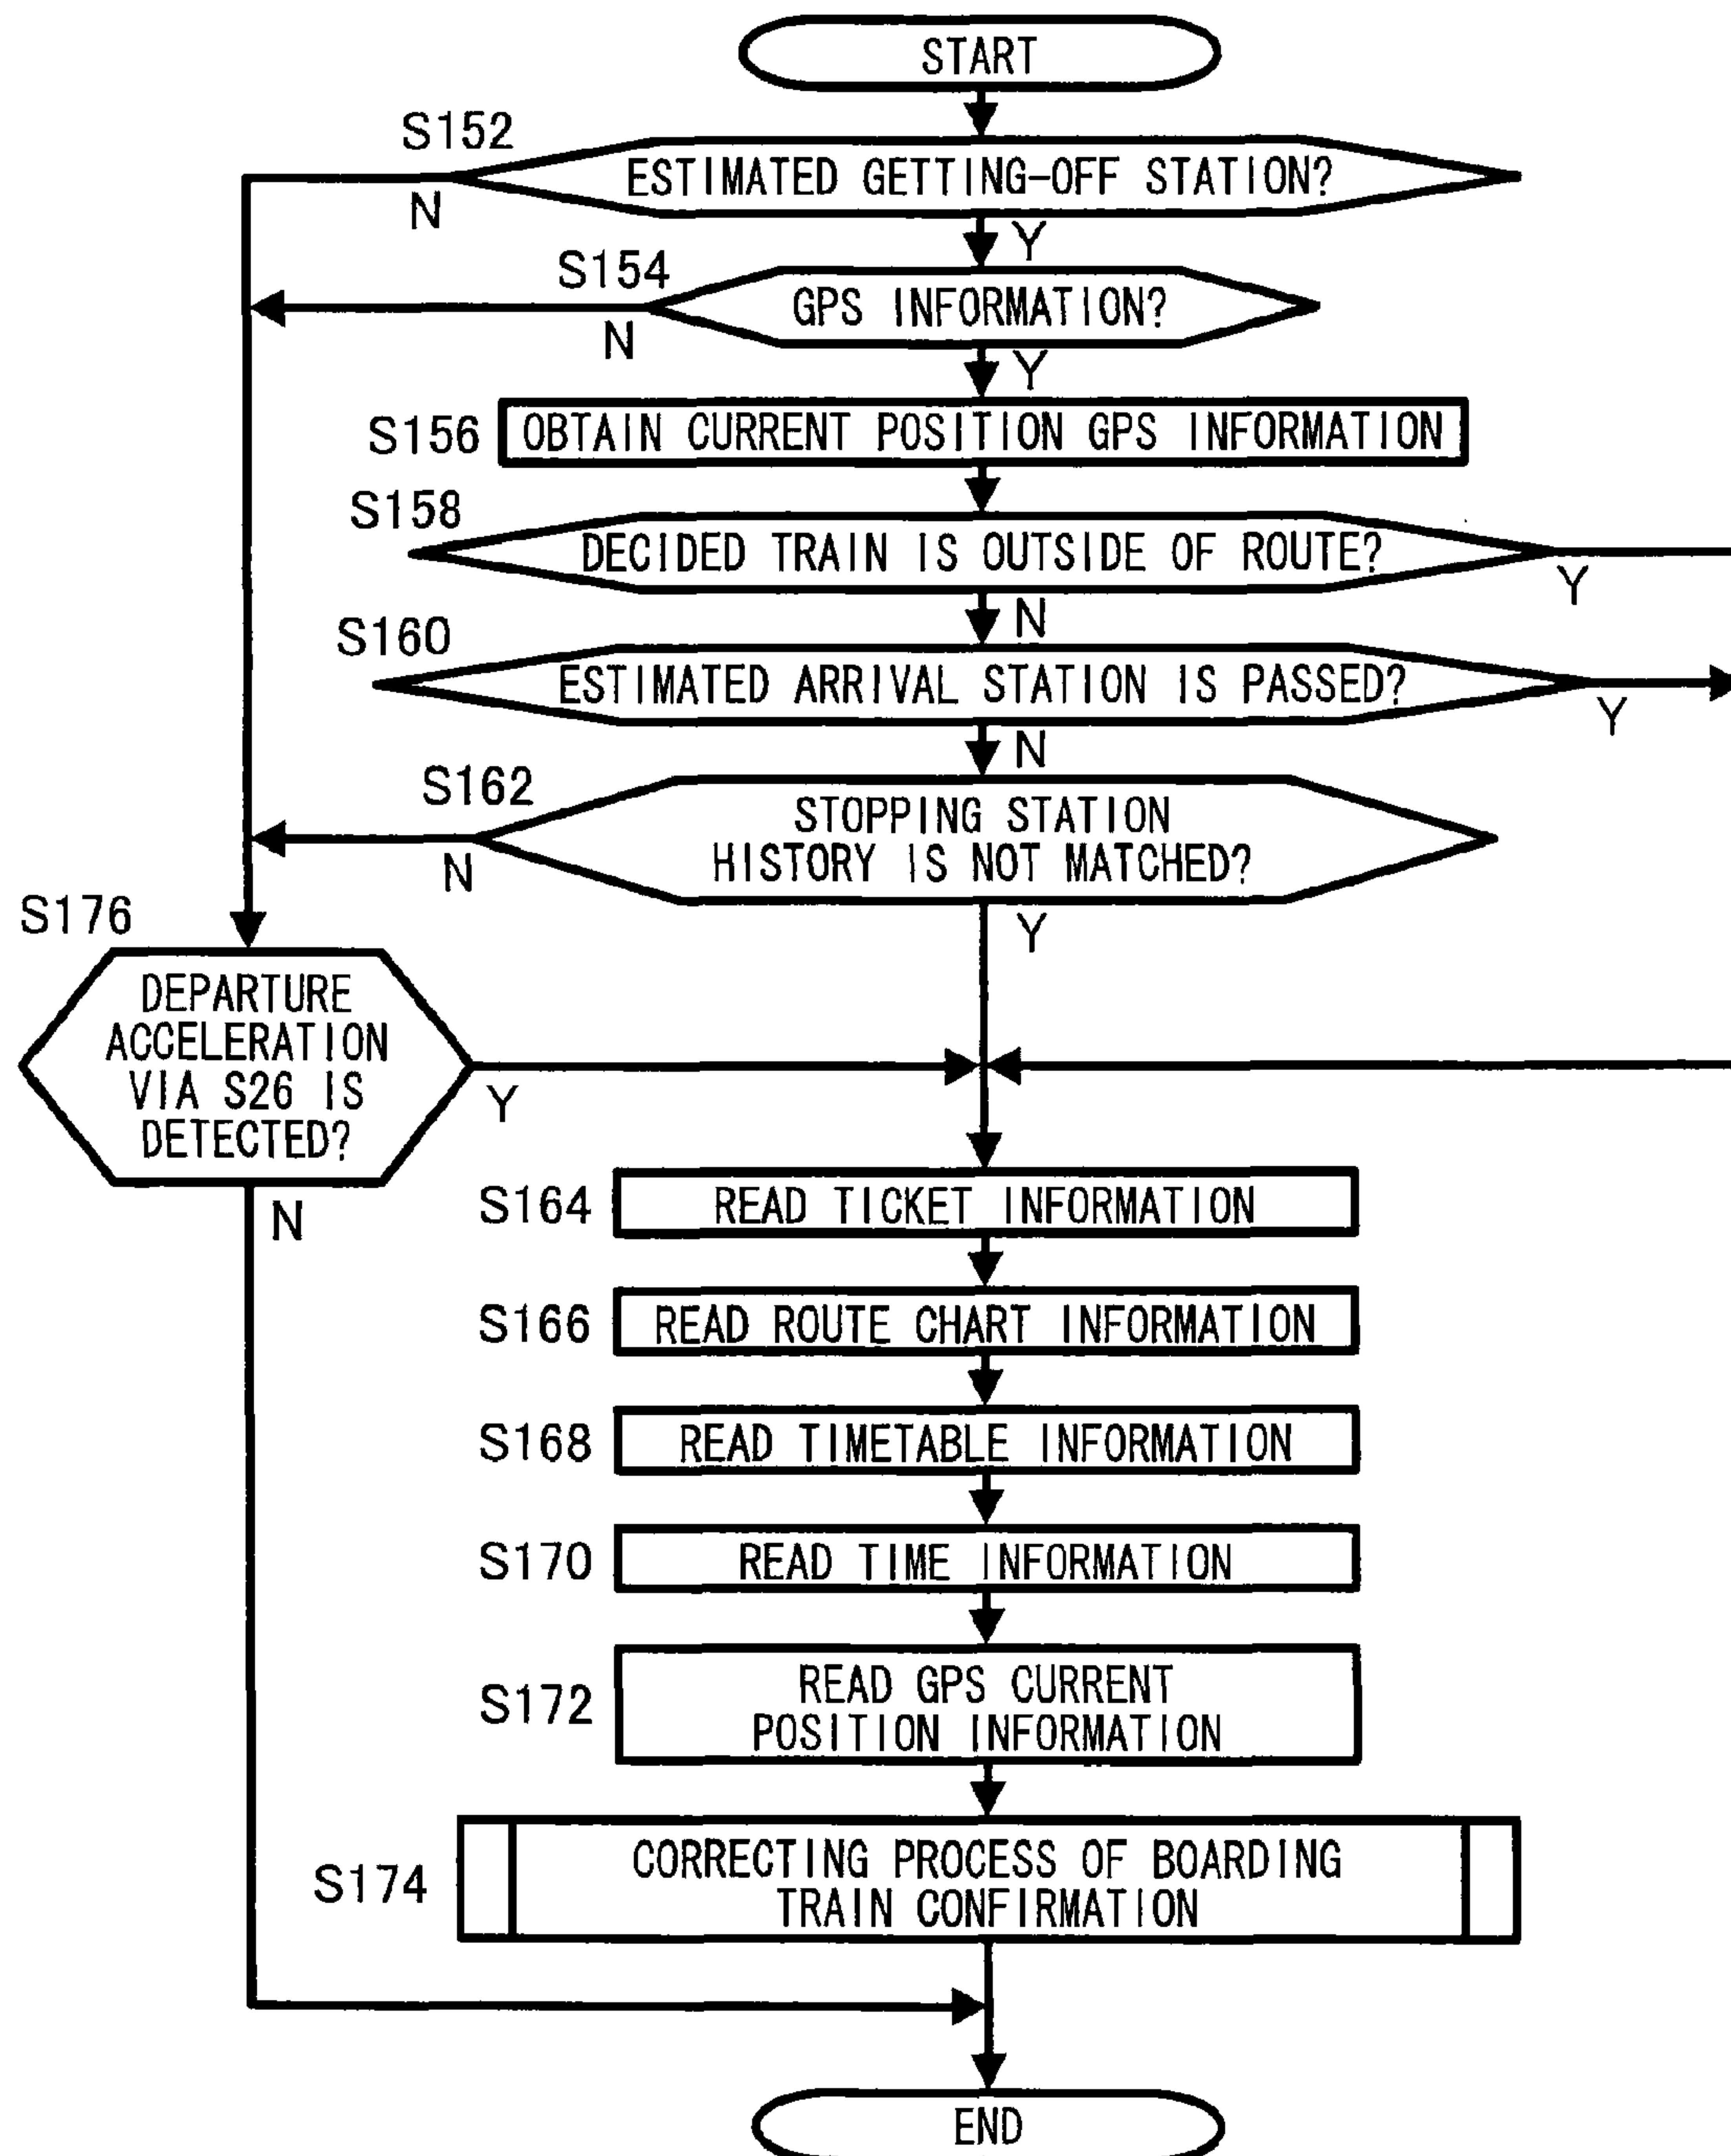 START
S152
ESTIMATED GETTING-OFF STATION?
N
Y
S154
GPS INFORMATION?
N
Y
S156
OBTAIN CURRENT POSITION GPS INFORMATION
S158
DECIDED TRAIN IS OUTSIDE OF ROUTE?
Y
N
S160
ESTIMATED ARRIVAL STATION IS PASSED?
Y
N
S162
STOPPING STATION
HISTORY IS NOT MATCHED?
N
Y
S176
DEPARTURE
ACCELERATION
VIA S26 IS
DETECTED?
Y
N
S164
READ TICKET INFORMATION
S166
READ ROUTE CHART INFORMATION
S168
READ TIMETABLE INFORMATION
S170
READ TIME INFORMATION
S172
READ GPS CURRENT
POSITION INFORMATION
S174
CORRECTING PROCESS OF BOARDING
TRAIN CONFIRMATION
END